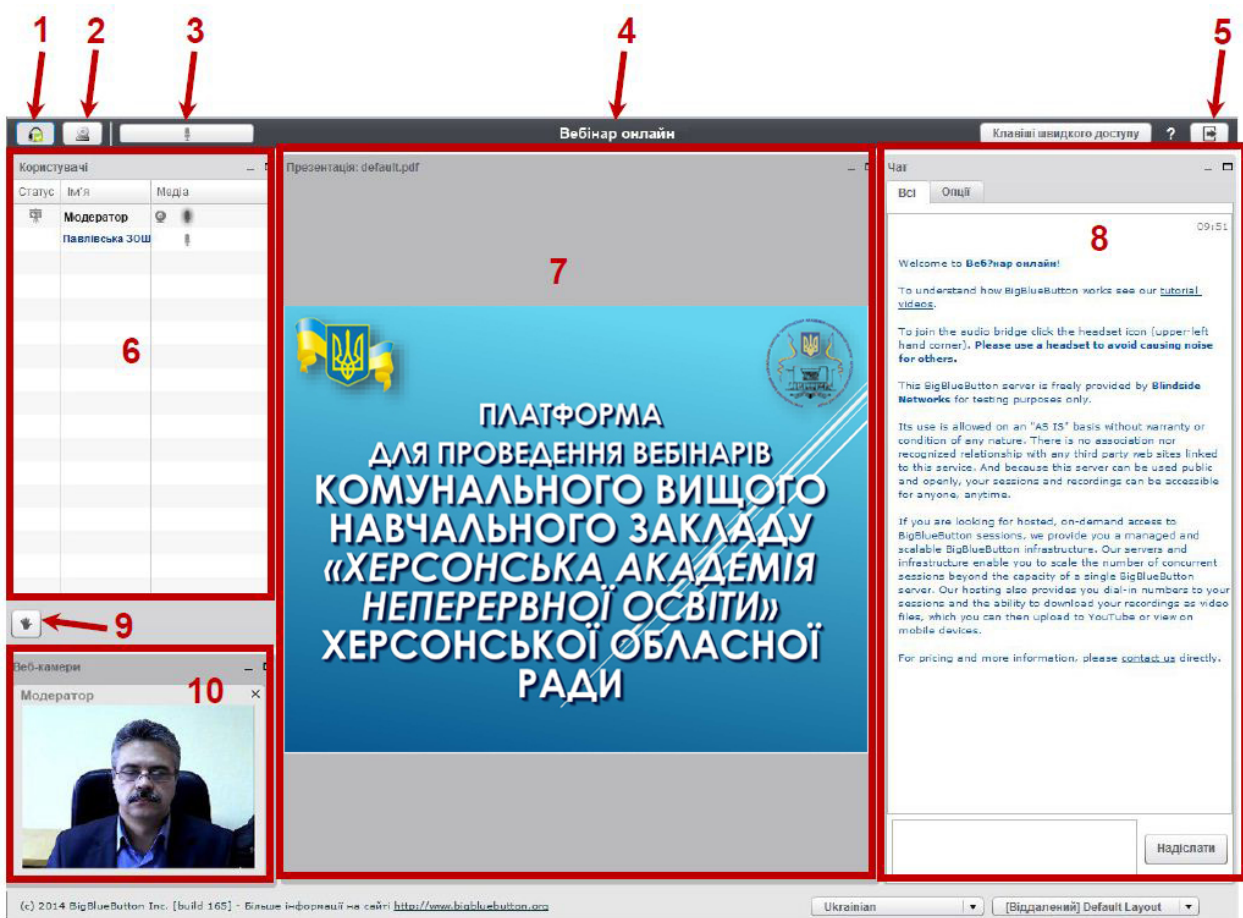 1
2
3
4
5
Вебінар онлайн
Клавіші швидкого доступу
?
Користувачі
Статус Ім'я Медіа
Модератор
Павлівська ЗОШ
6
9
Веб-камери
10
Модератор
Презентація: default.pdf
7
ПЛАТФОРМА
ДЛЯ ПРОВЕДЕННЯ ВЕБІНАРІВ
КОМУНАЛЬНОГО ВИЩОГО
НАВЧАЛЬНОГО ЗАКЛАДУ
«ХЕРСОНСЬКА АКАДЕМІЯ
НЕПЕРЕРВНОЇ ОСВІТИ»
ХЕРСОНСЬКОЇ ОБЛАСНОЇ
РАДИ
Чат
Всі Опції
8
09:51
Welcome to Веб?нар онлайн!
To understand how BigBlueButton works see our tutorial
videos.
To join the audio bridge click the headset icon (upper-left
hand corner). Please use a headset to avoid causing noise
for others.
This BigBlueButton server is freely provided by Blindside
Networks for testing purposes only.
Its use is allowed on an "AS IS" basis without warranty or
condition of any nature. There is no association nor
recognized relationship with any third party web sites linked
to this service. And because this server can be used public
and openly, your sessions and recordings can be accessible
for anyone, anytime.
If you are looking for hosted, on-demand access to
BigBlueButton sessions, we provide you a managed and
scalable BigBlueButton infrastructure. Our servers and
infrastructure enable you to scale the number of concurrent
sessions beyond the capacity of a single BigBlueButton
server. Our hosting also provides you dial-in numbers to your
sessions and the ability to download your recordings as video
files, which you can then upload to YouTube or view on
mobile devices.
For pricing and more information, please contact us directly.
Надіслати
(c) 2014 BigBlueButton Inc. [build 165] - Більше інформації на сайті http://www.bigbluebutton.org
Ukrainian
[Віддалений] Default Layout